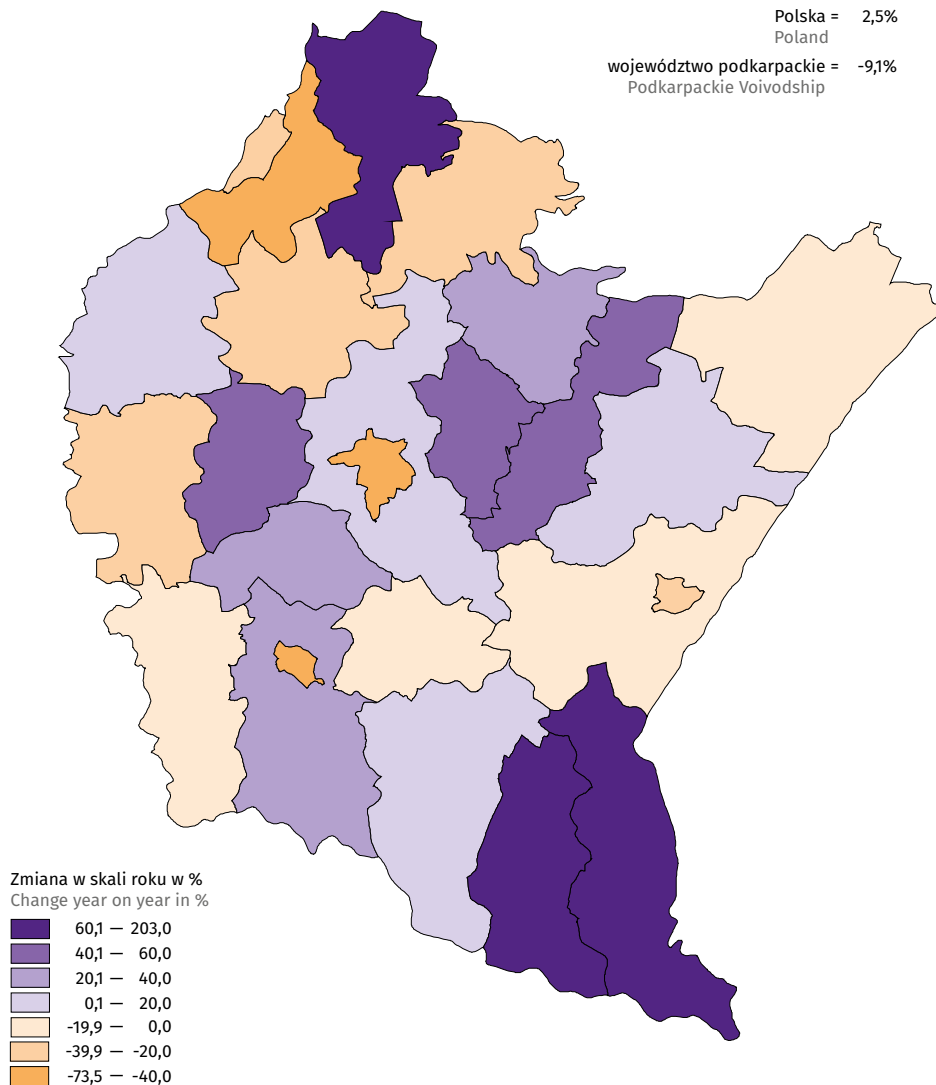 Polska = 2,5%
Poland
województwo podkarpackie = -9,1%
Podkarpackie Voivodship
Zmiana w skali roku w %
Change year on year in %
60,1 — 203,0
40,1 — 60,0
20,1 — 40,0
0,1 — 20,0
-19,9 — 0,0
-39,9 — -20,0
-73,5 — -40,0